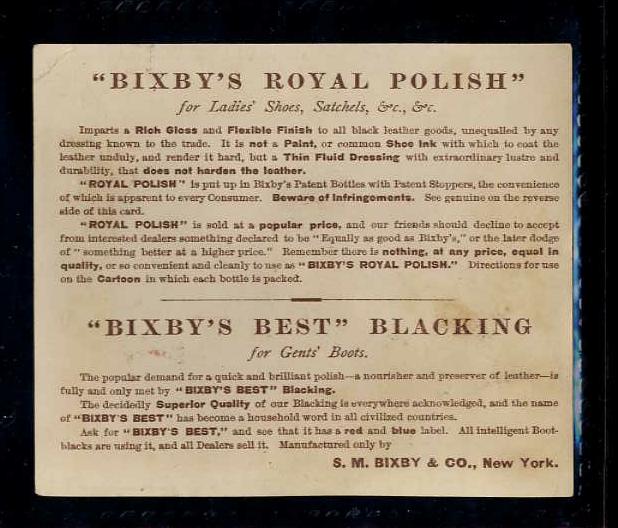 "BIXBY'S ROYAL POLISH"
for Ladies' Shoes, Satchels, &c., &c.
Imparts a Rich Gloss and Flexible Finish to all black leather goods, unequalled by any
dressing known to the trade. It is not a Paint, or common Shoe Ink with which to coat the
leather unduly, and render it hard, but a Thin Fluid Dressing with extraordinary lustre and
durability, that does not harden the leather.
"ROYAL POLISH" is put up in Bixby's Patent Bottles with Patent Stoppers, the convenience
of which is apparent to every Consumer. Beware of Infringements. See genuine on the reverse
side of this card.
"ROYAL POLISH" is sold at a popular price, and our friends should decline to accept
from interested dealers something declared to be "Equally as good as Bixby's," or the later dodge
of "something better at a higher price." Remember there is nothing, at any price, equal in
quality, or so convenient and cleanly to use as "BIXBY'S ROYAL POLISH." Directions for use
on the Cartoon in which each bottle is packed.
"BIXBY'S BEST" BLACKING
for Gents' Boots.
The popular demand for a quick and brilliant polish—a nourisher and preserver of leather—is
fully and only met by "BIXBY'S BEST" Blacking.
The decidedly Superior Quality of our Blacking is everywhere acknowledged, and the name
of "BIXBY'S BEST" has become a household word in all civilized countries.
Ask for "BIXBY'S BEST," and see that it has a red and blue label. All intelligent Boot-
blacks are using it, and all Dealers sell it. Manufactured only by
S. M. BIXBY & CO., New York.